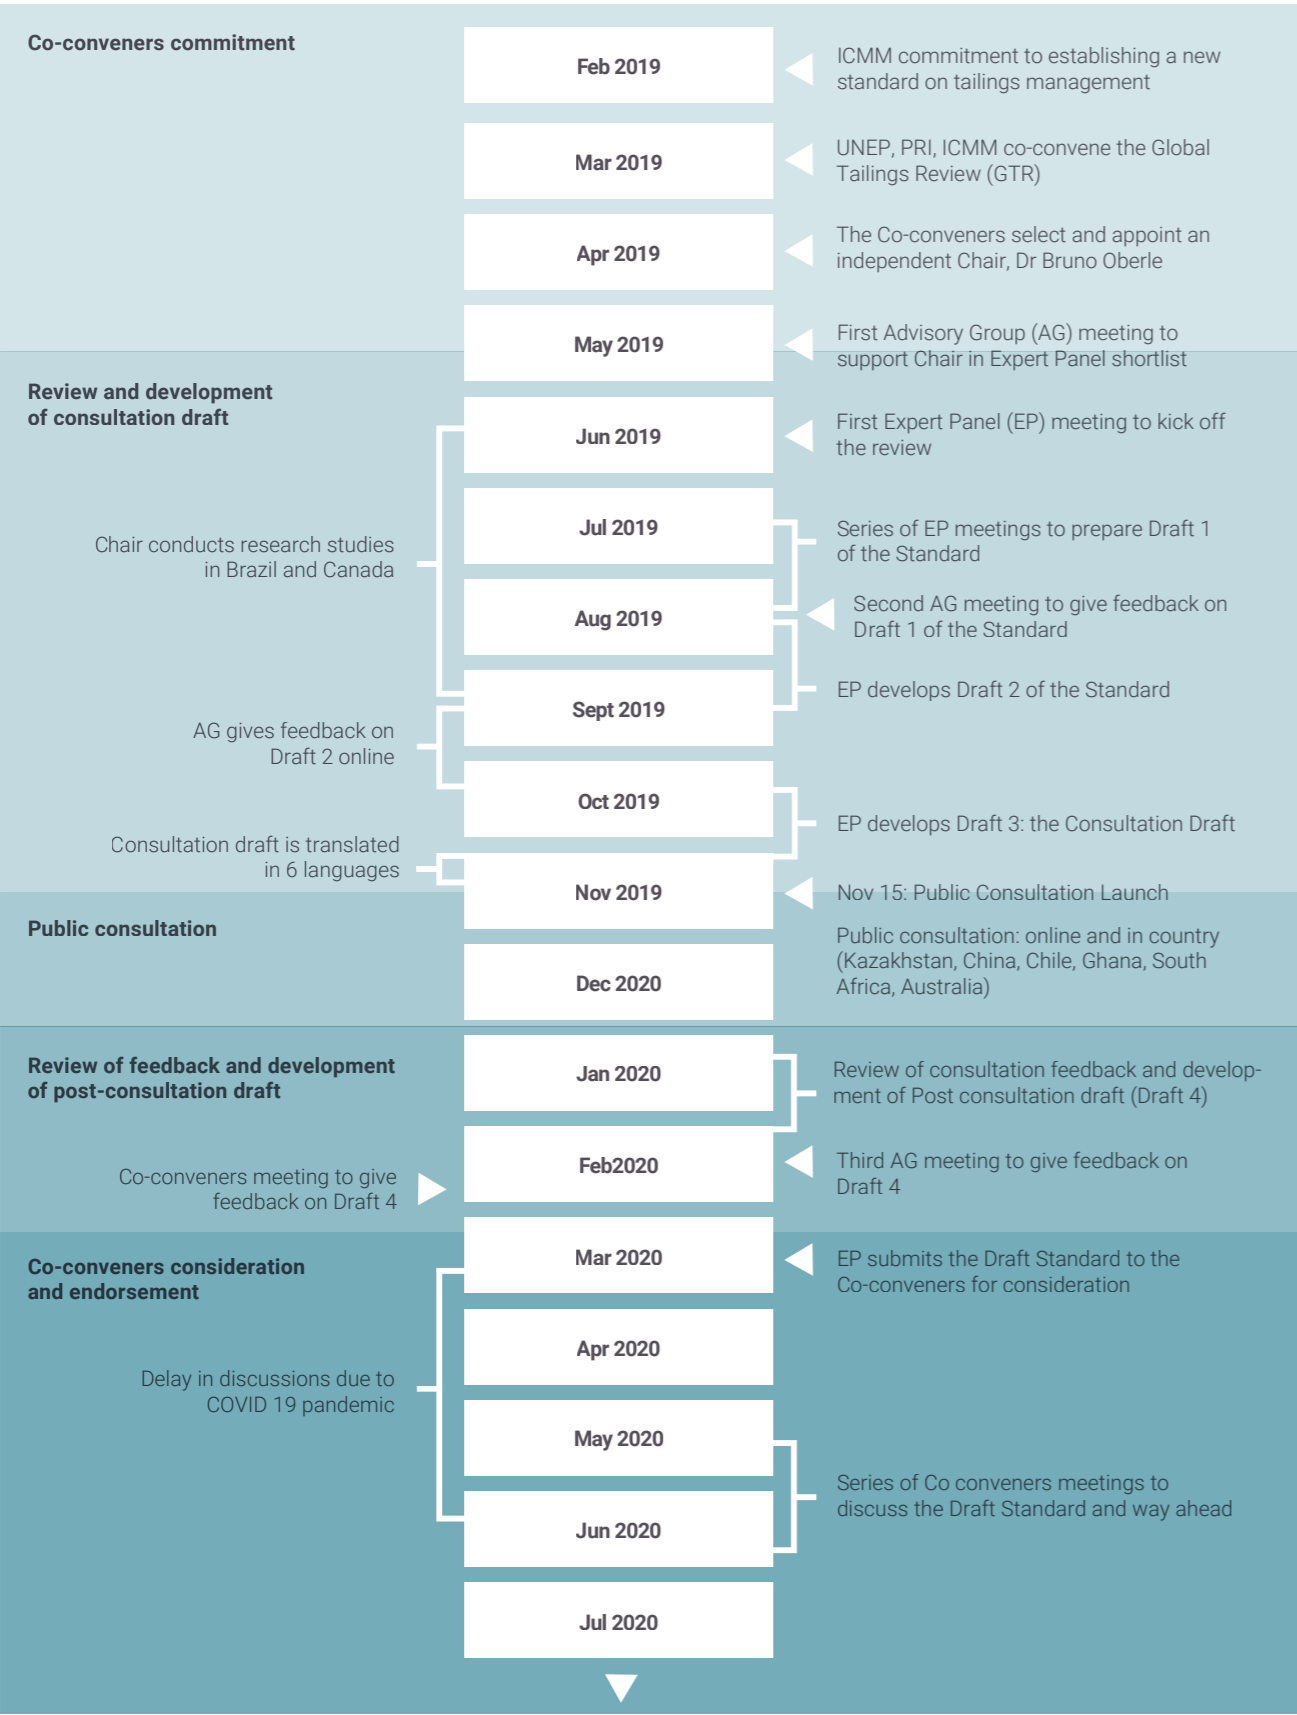 Co-conveners commitment
Feb 2019
ICMM commitment to establishing a new
standard on tailings management
Mar 2019
UNEP, PRI, ICMM co-convene the Global
Tailings Review (GTR)
Apr 2019
The Co-conveners select and appoint an
independent Chair, Dr Bruno Oberle
May 2019
First Advisory Group (AG) meeting to
support Chair in Expert Panel shortlist
Review and development
of consultation draft
Jun 2019
First Expert Panel (EP) meeting to kick off
the review
Chair conducts research studies
in Brazil and Canada
Jul 2019
Series of EP meetings to prepare Draft 1
of the Standard
Aug 2019
Second AG meeting to give feedback on
Draft 1 of the Standard
Sept 2019
EP develops Draft 2 of the Standard
AG gives feedback on
Draft 2 online
Oct 2019
EP develops Draft 3: the Consultation Draft
Consultation draft is translated
in 6 languages
Nov 2019
Nov 15: Public Consultation Launch
Public consultation
Public consultation: online and in country
(Kazakhstan, China, Chile, Ghana, South
Africa, Australia)
Dec 2020
Review of feedback and development
of post-consultation draft
Jan 2020
Review of consultation feedback and develop-
ment of Post consultation draft (Draft 4)
Co-conveners meeting to give
feedback on Draft 4
Feb2020
Third AG meeting to give feedback on
Draft 4
Co-conveners consideration
and endorsement
Mar 2020
EP submits the Draft Standard to the
Co-conveners for consideration
Apr 2020
Delay in discussions due to
COVID 19 pandemic
May 2020
Series of Co conveners meetings to
discuss the Draft Standard and way ahead
Jun 2020
Jul 2020